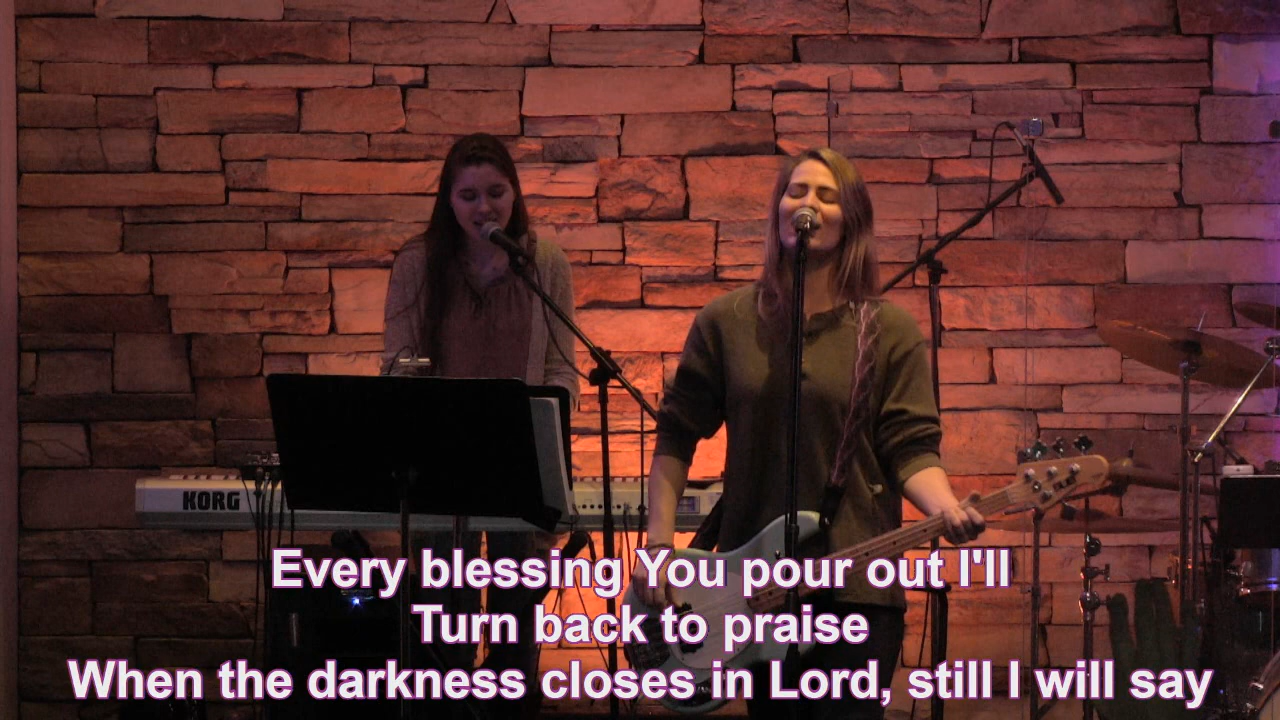 KORG
Every blessing You pour out I'll
Turn back to praise
When the darkness closes in Lord, still I will say